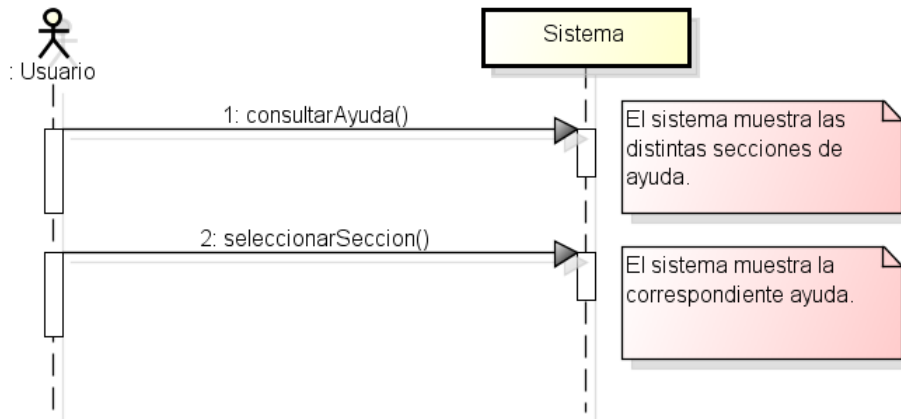 : Usuario
Sistema
1: consultarAyuda()
El sistema muestra las
distintas secciones de
ayuda.
2: seleccionarSeccion()
El sistema muestra la
correspondiente ayuda.